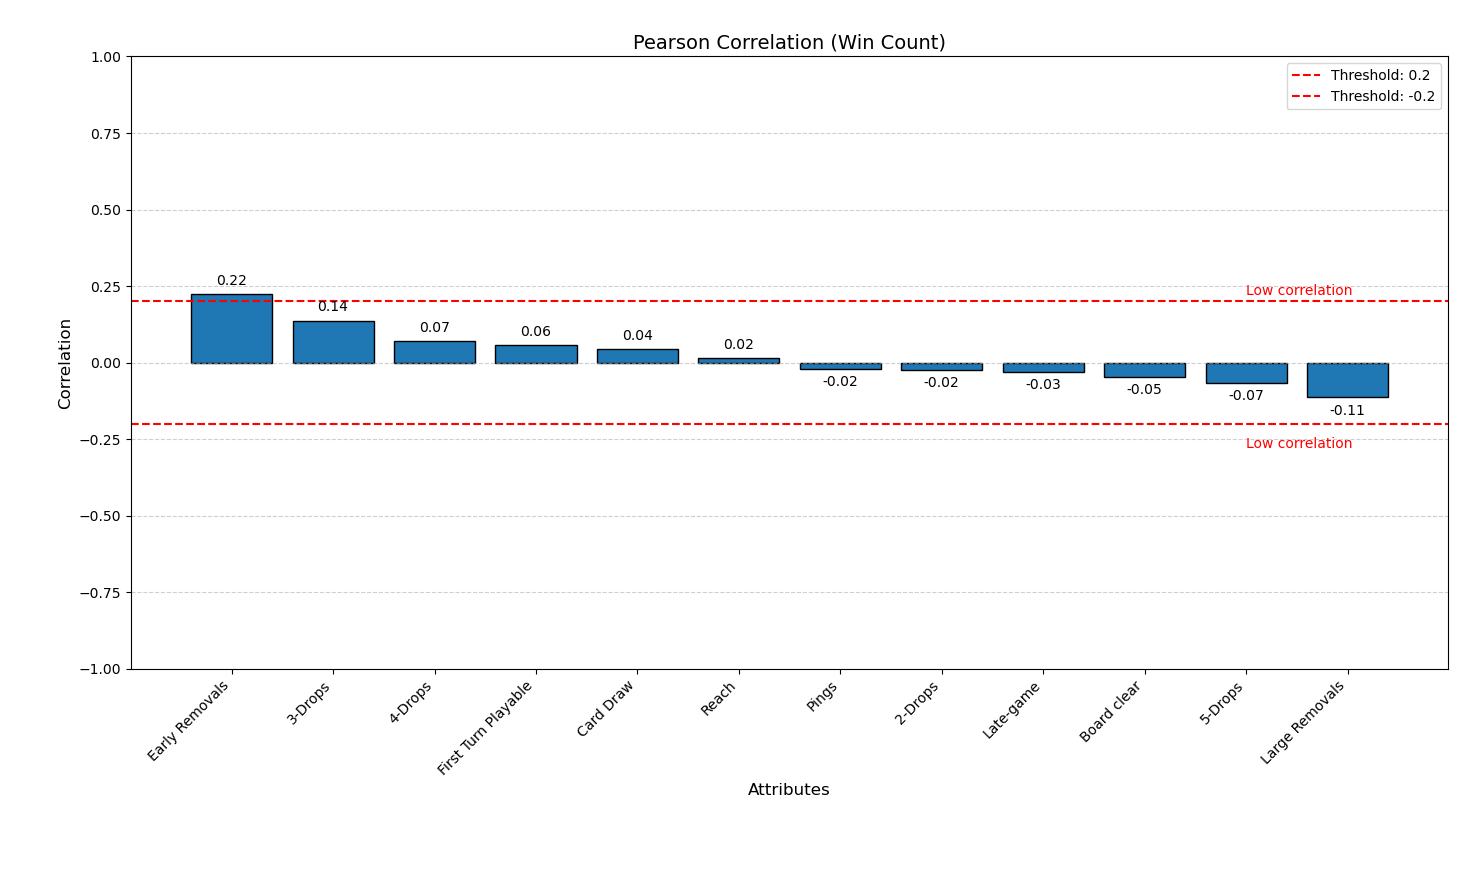 Pearson Correlation (Win Count)
Threshold: 0.2
Threshold: -0.2
1.00
0.75
0.50
0.25
0.00
−0.25
−0.50
−0.75
−1.00
Correlation
0.22
0.14
0.07
0.06
0.04
0.02
-0.02
-0.02
-0.03
-0.05
-0.07
-0.11
Low correlation
Low correlation
Early Removals
3-Drops
4-Drops
First Turn Playable
Card Draw
Reach
Pings
2-Drops
Late-game
Board clear
5-Drops
Large Removals
Attributes